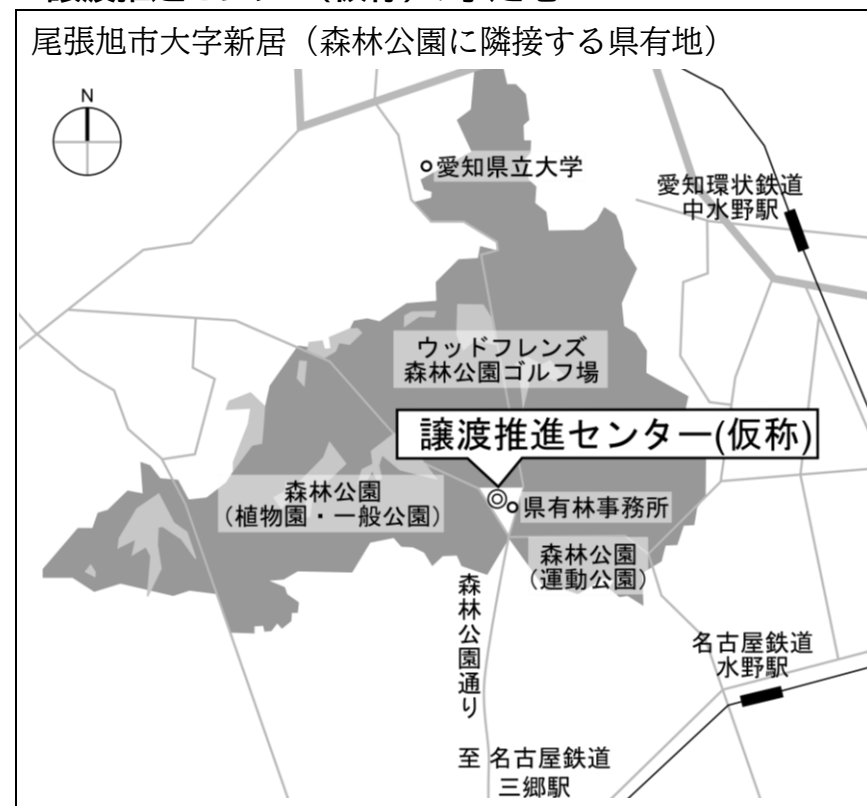 尾張旭市大字新居（森林公園に隣接する県有地）
N
愛知県立大学
愛知環状鉄道
中水野駅
ウッドフレンズ
森林公園ゴルフ場
譲渡推進センター(仮称)
森林公園
（植物園・一般公園）
県有林事務所
森林公園
（運動公園）
森林公園通り
名古屋鉄道
水野駅
至 名古屋鉄道
三郷駅